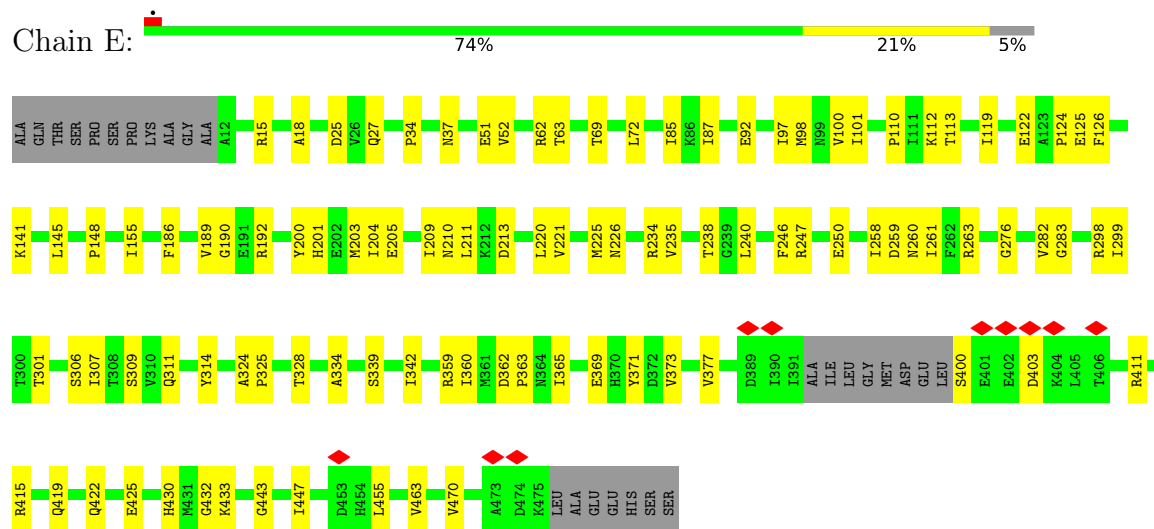 Chain E:
74% 21% 5%
ALA GLN THR SER PRO SER PRO LYS ALA GLY ALA A12 R15 A18 D25 V26 Q27 P34 N37 E51 V52 R62 T63 T69 L72 I85 K86 I87 E92 I97 M98 N99 V100 I101 P110 I111 K112 T113 I119 E122 A123 P124 E125 F126
K141 L145 P148 I155 F186 V189 G190 E191 R192 Y200 H201 E202 M203 I204 E205 I209 N210 L211 K212 D213 L220 V221 M225 N226 R234 V235 T238 G239 L240 F246 R247 E250 I258 D259 N260 I261 F262 R263 G276 V282 G283 R298 I299
T300 T301 S306 I307 T308 S309 V310 Q311 Y314 A324 P325 T328 A334 S339 I342 R359 I360 M361 D362 P363 N364 I365 E369 H370 Y371 D372 V373 V377 D389 I390 I391 ALA ILE LEU GLY MET ASP GLU LEU S400 E401 E402 D403 K404 L405 T406 R411
R415 Q419 Q422 E425 H430 M431 G432 K433 G443 I447 D453 H454 L455 V463 V470 A473 D474 K475 LEU ALA GLU GLU HIS SER SER